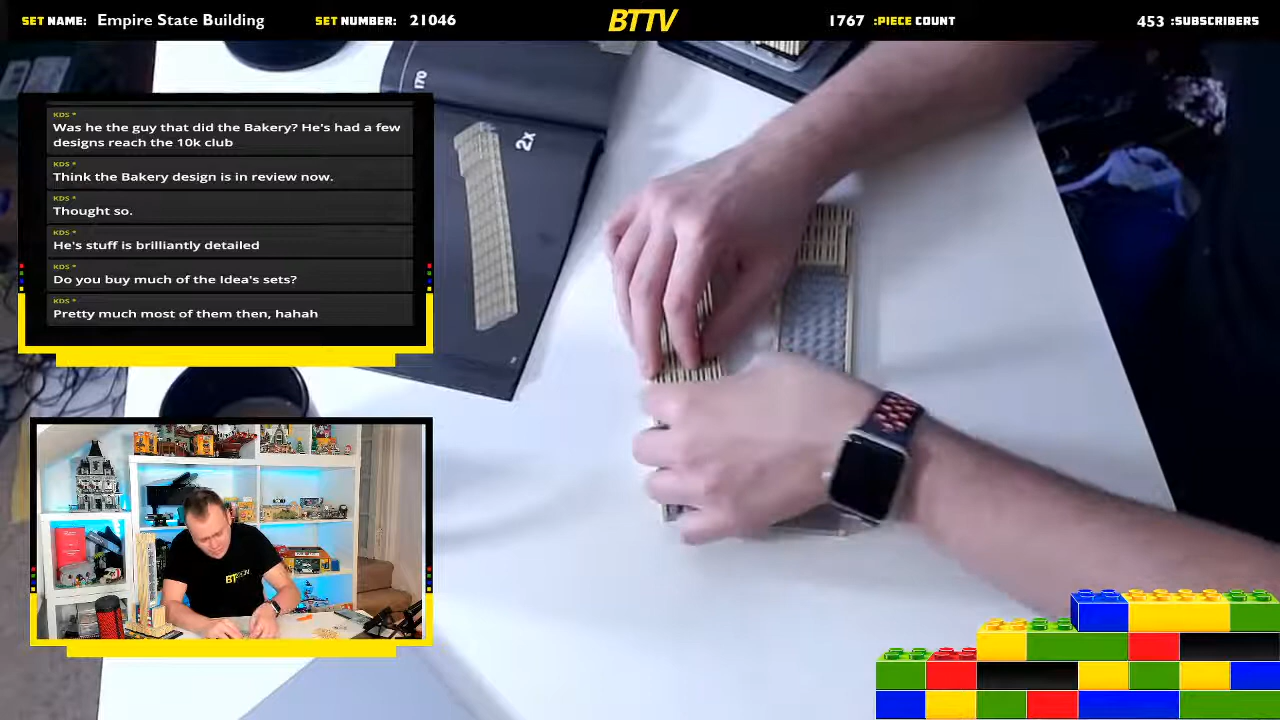 SET NAME: Empire State Building SET NUMBER: 21046 BTTV 1767 :PIECE COUNT 453 :SUBSCRIBERS
170
2x
KDS *
Was he the guy that did the Bakery? He's had a few
designs reach the 10k club
KDS *
Think the Bakery design is in review now.
KDS *
Thought so.
KDS *
He's stuff is brilliantly detailed
KDS *
Do you buy much of the Idea's sets?
KDS *
Pretty much most of them then, hahah